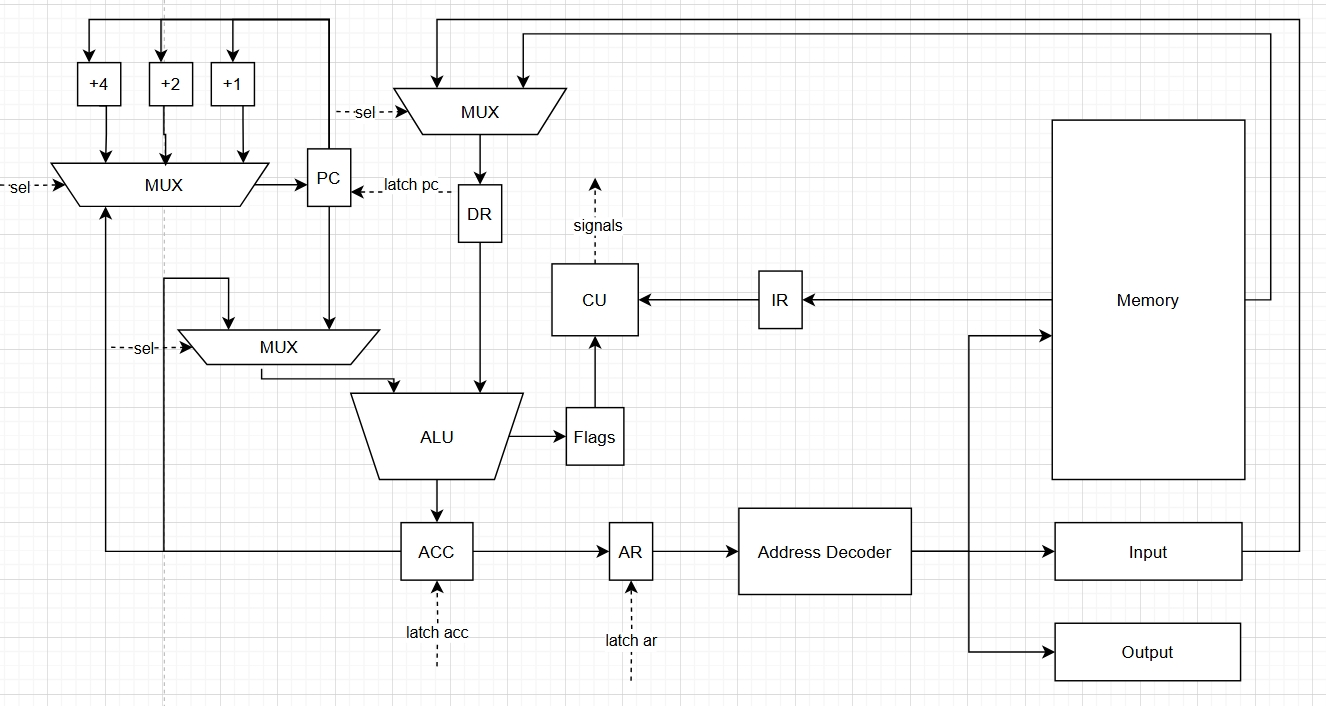 +4
+2
+1
sel
MUX
sel
MUX
PC
latch pc
DR
signals
CU
IR
Memory
sel
MUX
ALU
Flags
ACC
AR
Address Decoder
Input
latch acc
latch ar
Output